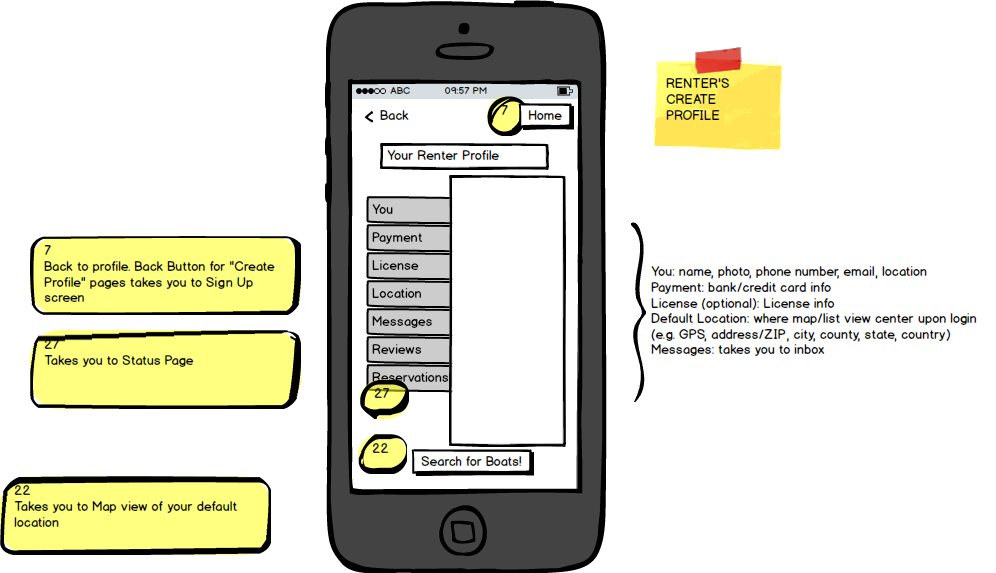 ABC 09:57 PM
Back
7
Home
Your Renter Profile
You
Payment
License
Location
Messages
Reviews
Reservations
27
22
Search for Boats!
RENTER'S
CREATE
PROFILE
7
Back to profile. Back Button for "Create
Profile" pages takes you to Sign Up
screen
27
Takes you to Status Page
22
Takes you to Map view of your default
location
You: name, photo, phone number, email, location
Payment: bank/credit card info
License (optional): License info
Default Location: where map/list view center upon login
(e.g. GPS, address/ZIP, city, county, state, country)
Messages: takes you to inbox